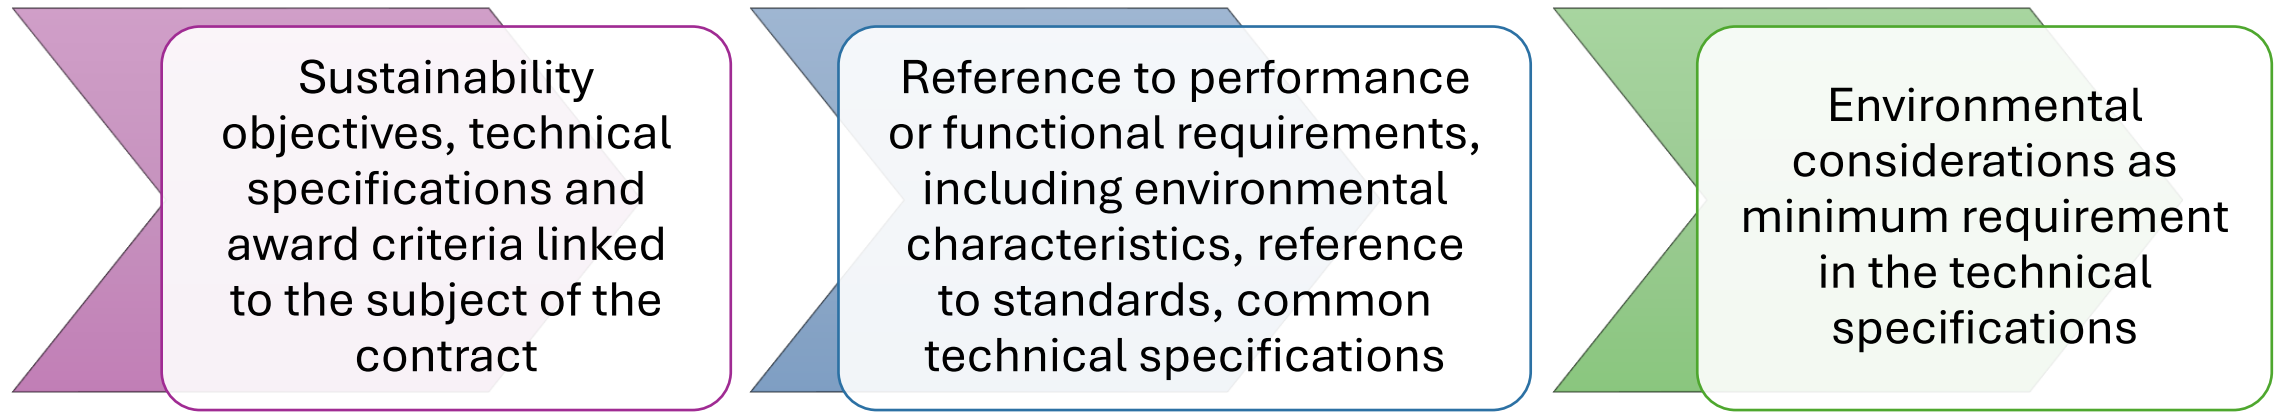 Sustainability
objectives, technical
specifications and
award criteria linked
to the subject of the
contract
Reference to performance
or functional requirements,
including environmental
characteristics, reference
to standards, common
technical specifications
Environmental
considerations as
minimum requirement
in the technical
specifications